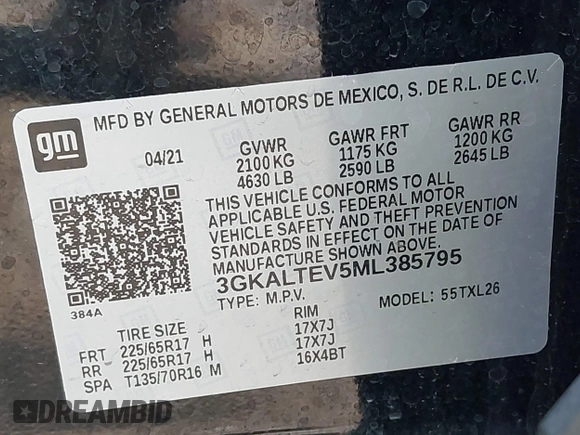 gm
MFD BY GENERAL MOTORS DE MEXICO, S. DE R.L. DE C.V.
04/21
GVWR GAWR FRT GAWR RR
2100 KG 1175 KG 1200 KG
4630 LB 2590 LB 2645 LB
THIS VEHICLE CONFORMS TO ALL
APPLICABLE U.S. FEDERAL MOTOR
VEHICLE SAFETY AND THEFT PREVENTION
STANDARDS IN EFFECT ON THE DATE OF
MANUFACTURE SHOWN ABOVE.
3GKALTEV5ML385795
384A
TYPE: M.P.V. MODEL: 55TXL26
TIRE SIZE RIM
FRT 225/65R17 H 17X7J
RR 225/65R17 H 17X7J
SPA T135/70R16 M 16X4BT
DREAMBID